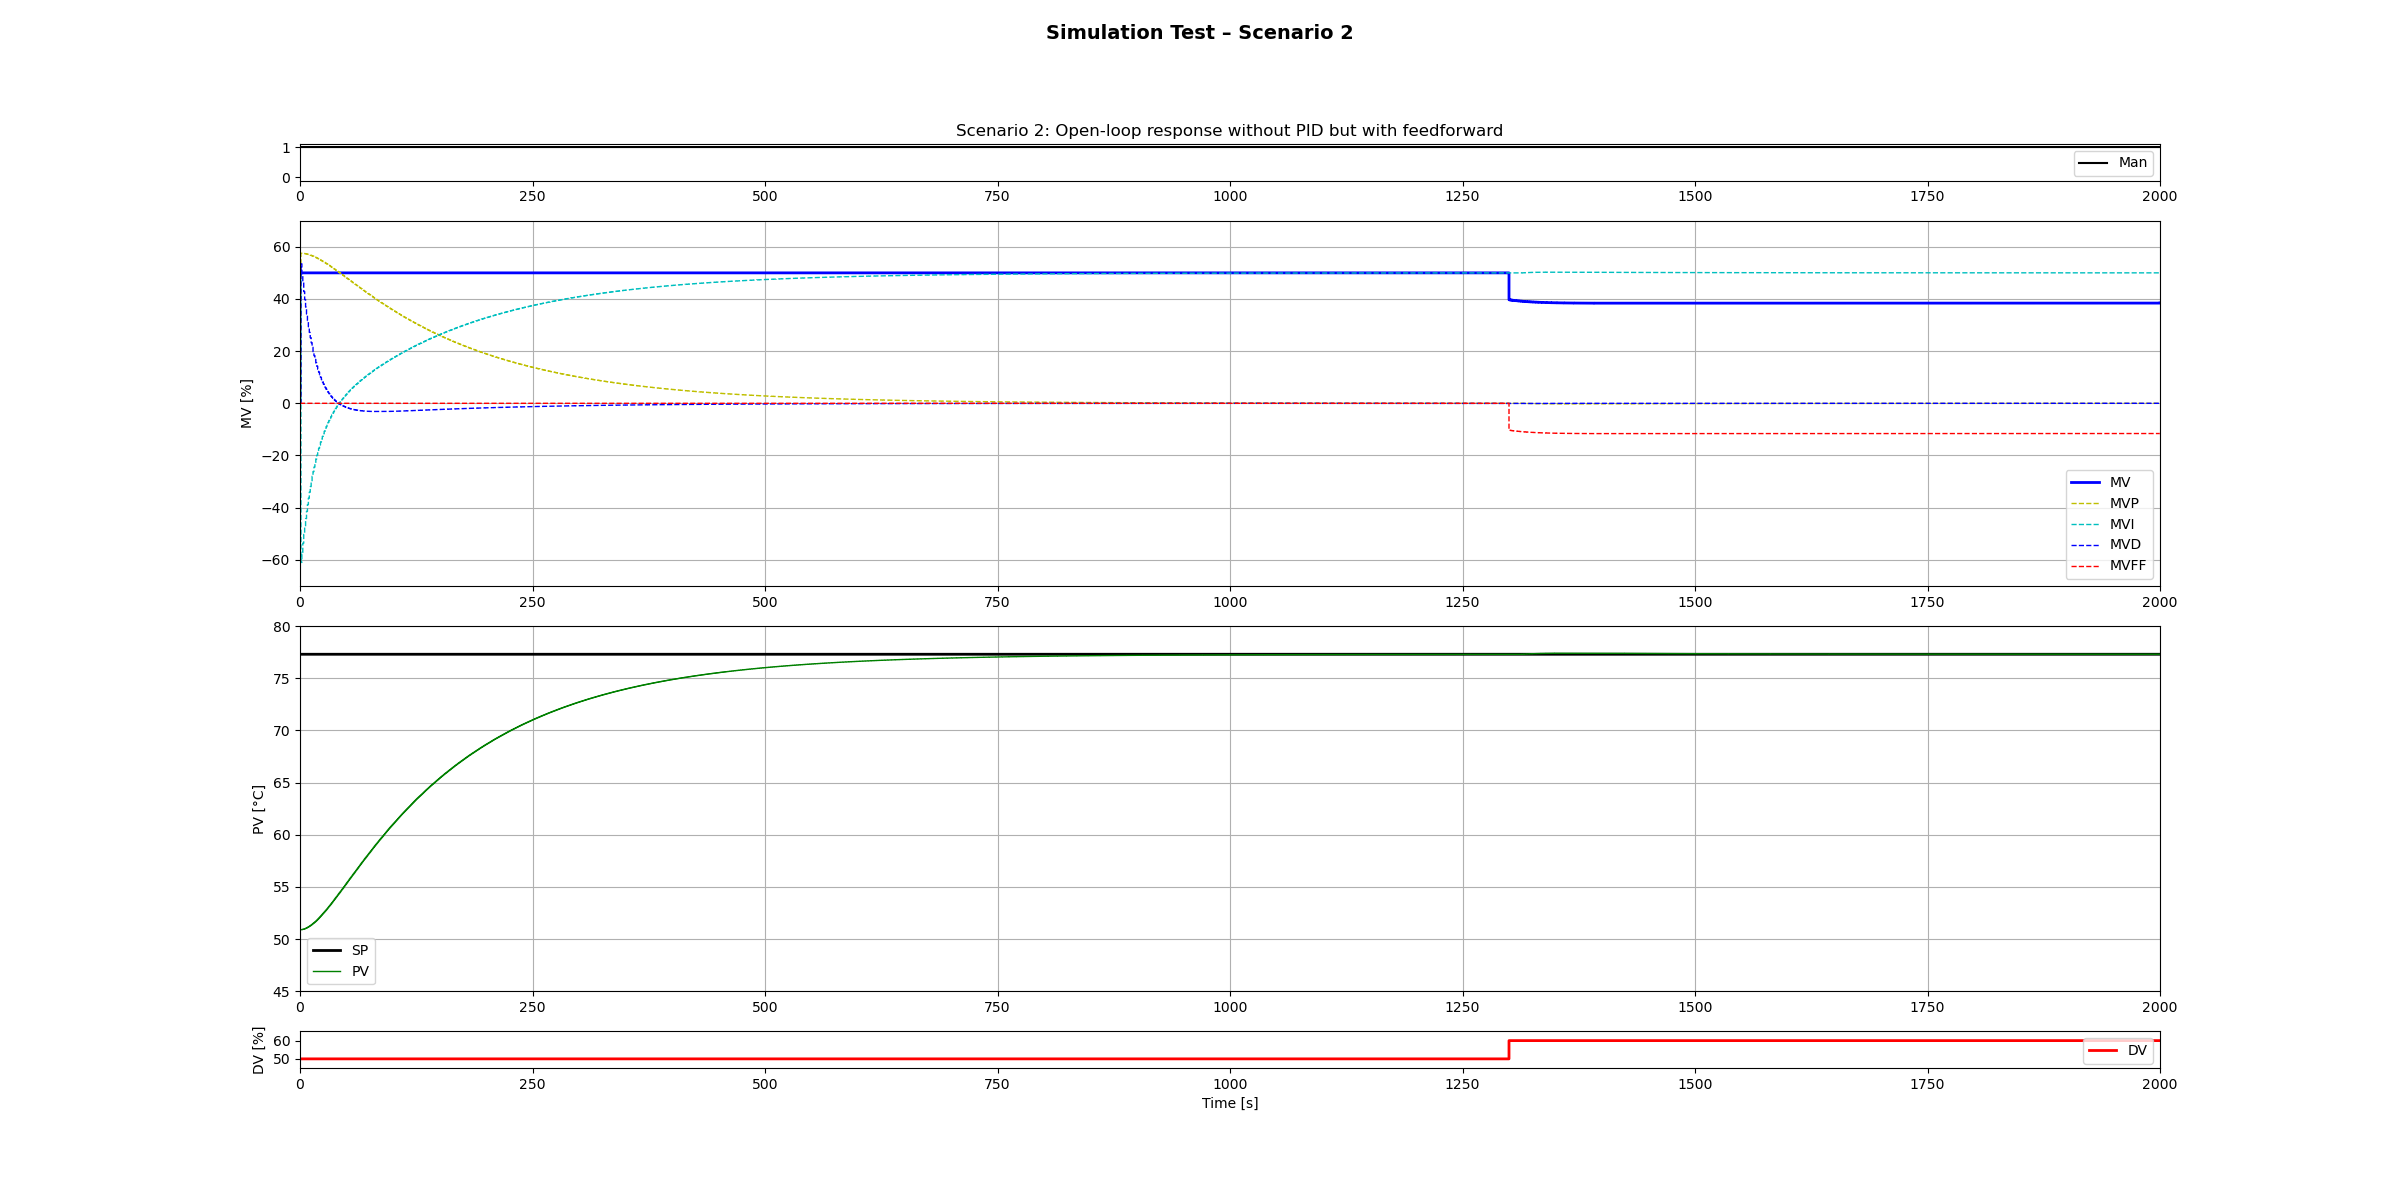 Simulation Test – Scenario 2
Scenario 2: Open-loop response without PID but with feedforward
1
0
Man
0 250 500 750 1000 1250 1500 1750 2000
MV [%]
60
40
20
0
−20
−40
−60
MV
MVP
MVI
MVD
MVFF
0 250 500 750 1000 1250 1500 1750 2000
PV [°C]
80
75
70
65
60
55
50
45
SP
PV
0 250 500 750 1000 1250 1500 1750 2000
DV [%]
60
50
DV
0 250 500 750 1000 1250 1500 1750 2000
Time [s]